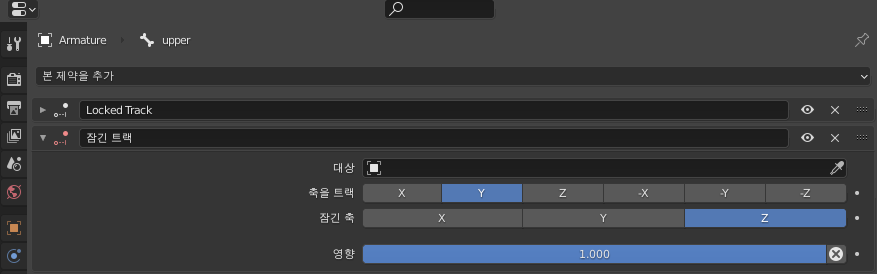 Armature › upper
본 제약을 추가
Locked Track
잠긴 트랙
대상
축을 트랙 X Y Z -X -Y -Z
잠긴 축 X Y Z
영향 1.000